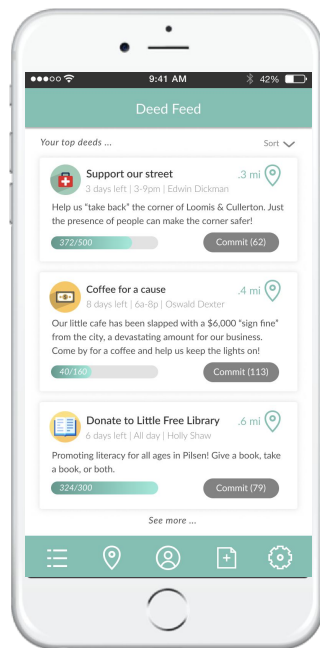 9:41 AM
42%
Deed Feed
Your top deeds ...
Sort
Support our street
.3 mi
3 days left | 3-9pm | Edwin Dickman
Help us "take back" the corner of Loomis & Cullerton. Just
the presence of people can make the corner safer!
372/500
Commit (62)
Coffee for a cause
.4 mi
8 days left | 6a-8p | Oswald Dexter
Our little cafe has been slapped with a $6,000 "sign fine"
from the city, a devastating amount for our business.
Come by for a coffee and help us keep the lights on!
40/160
Commit (113)
Donate to Little Free Library
.6 mi
6 days left | All day | Holly Shaw
Promoting literacy for all ages in Pilsen! Give a book, take
a book, or both.
324/300
Commit (79)
See more ...